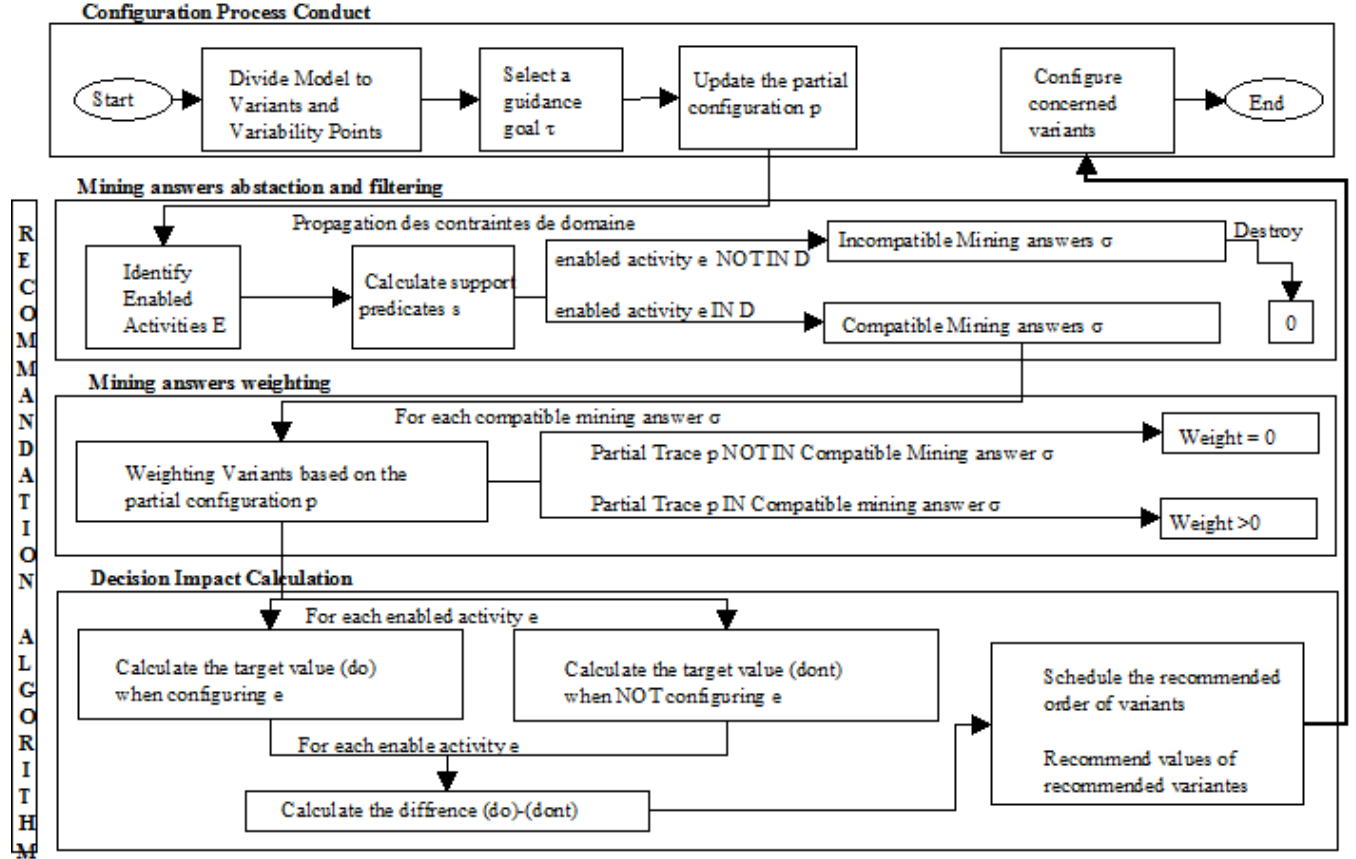 Configuration Process Conduct
Start
Divide Model to
Variants and
Variability Points
Select a
guidance
goal τ
Update the partial
configuration p
Configure
concerned
variants
End
RECOMMANDATION ALGORITHM
Mining answers abstaction and filtering
Propagation des contraintes de domaine
Identify
Enabled
Activities E
Calculate support
predicates s
enabled activity e NOT IN D
enabled activity e IN D
Incompatible Mining answers σ
Compatible Mining answers σ
Destroy
0
Mining answers weighting
For each compatible mining answer σ
Weighting Variants based on the
partial configuration p
Partial Trace p NOT IN Compatible Mining answer σ
Partial Trace p IN Compatible mining answer σ
Weight = 0
Weight >0
Decision Impact Calculation
For each enabled activity e
Calculate the target value (do)
when configuring e
Calculate the target value (dont)
when NOT configuring e
For each enable activity e
Calculate the diffrence (do)-(dont)
Schedule the recommended
order of variants
Recommend values of
recommended variantes